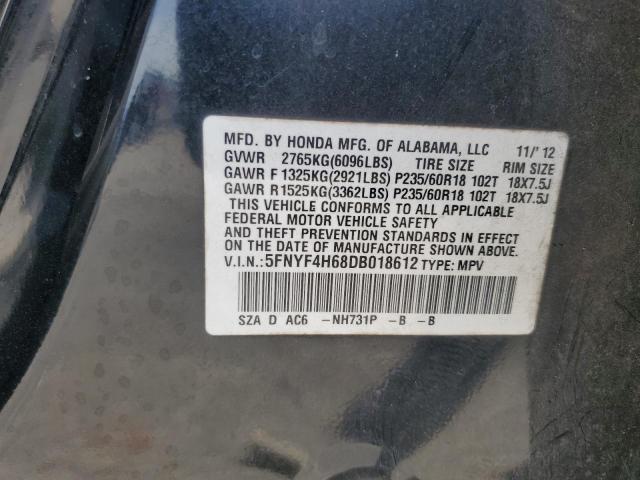 MFD. BY HONDA MFG. OF ALABAMA, LLC 11/'12
GVWR 2765KG(6096LBS) TIRE SIZE RIM SIZE
GAWR F 1325KG(2921LBS) P235/60R18 102T 18X7.5J
GAWR R1525KG(3362LBS) P235/60R18 102T 18X7.5J
THIS VEHICLE CONFORMS TO ALL APPLICABLE
FEDERAL MOTOR VEHICLE SAFETY
AND THEFT PREVENTION STANDARDS IN EFFECT
ON THE DATE OF MANUFACTURE SHOWN ABOVE.
V.I.N.:5FNYF4H68DB018612 TYPE: MPV
SZA D AC6 -NH731P -B -B